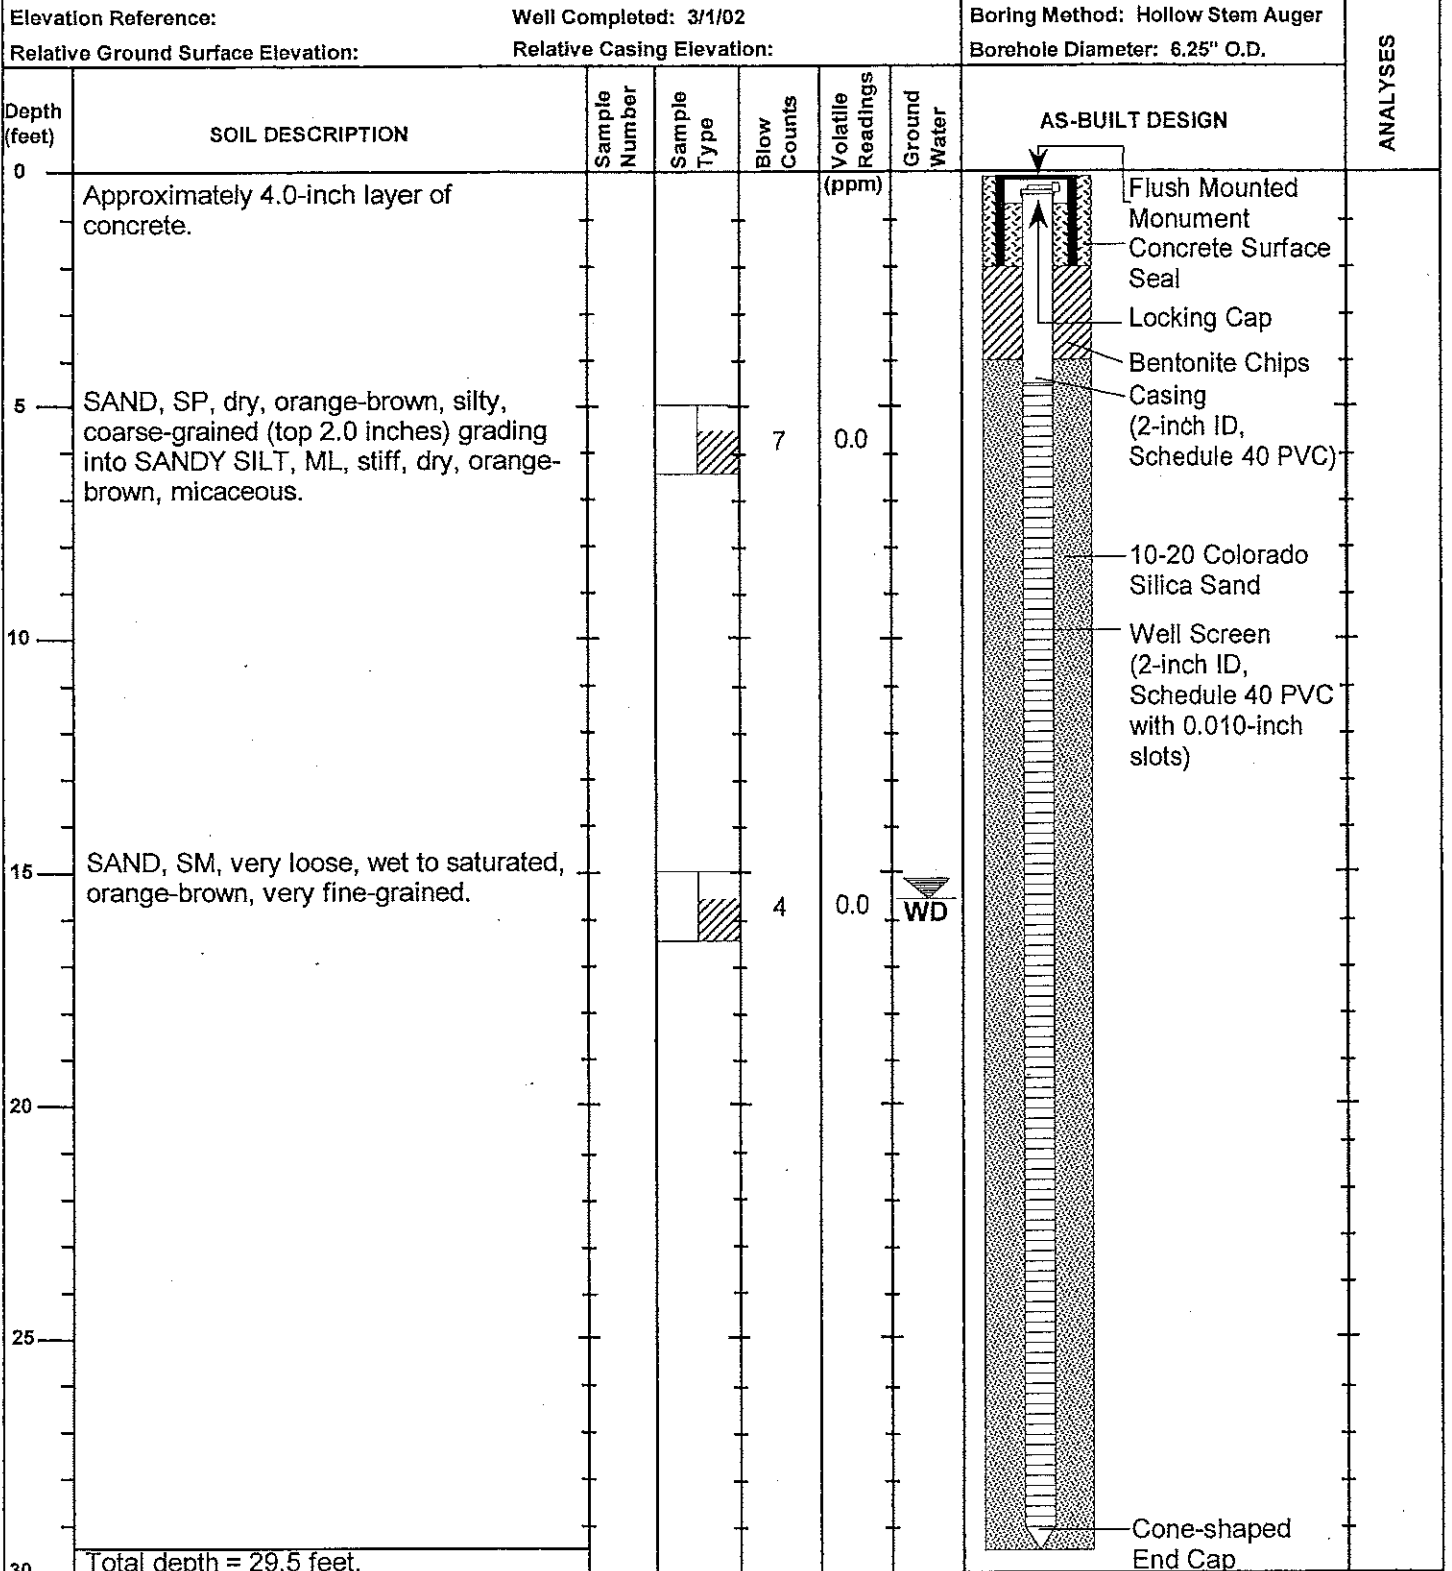 Elevation Reference: Well Completed: 3/1/02 Boring Method: Hollow Stem Auger
Relative Ground Surface Elevation: Relative Casing Elevation: Borehole Diameter: 6.25" O.D.
ANALYSES
Depth
(feet)
SOIL DESCRIPTION
Sample
Number
Sample
Type
Blow
Counts
Volatile
Readings
(ppm)
Ground
Water
AS-BUILT DESIGN
0
Approximately 4.0-inch layer of
concrete.
Flush Mounted
Monument
Concrete Surface
Seal
Locking Cap
Bentonite Chips
Casing
(2-inch ID,
Schedule 40 PVC)
5
SAND, SP, dry, orange-brown, silty,
coarse-grained (top 2.0 inches) grading
into SANDY SILT, ML, stiff, dry, orange-
brown, micaceous.
7 0.0
10-20 Colorado
Silica Sand
10
Well Screen
(2-inch ID,
Schedule 40 PVC
with 0.010-inch
slots)
15
SAND, SM, very loose, wet to saturated,
orange-brown, very fine-grained.
4 0.0 WD
20
25
Cone-shaped
End Cap
Total depth = 29.5 feet.
30